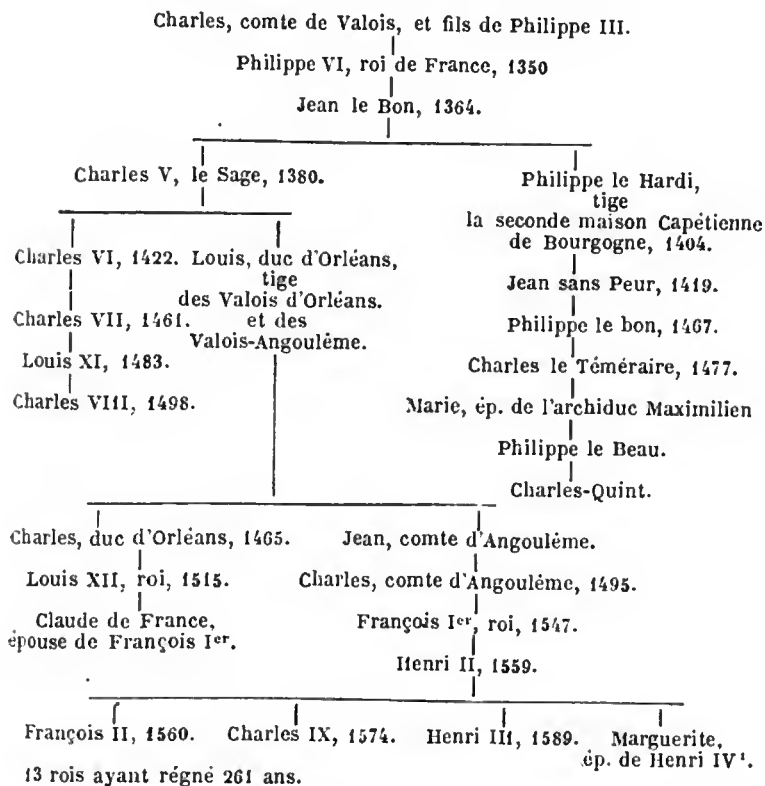 Charles, comte de Valois, et fils de Philippe III.
Philippe VI, roi de France, 1350
Jean le Bon, 1364.
Charles V, le Sage, 1380.
Philippe le Hardi,
tige
la seconde maison Capétienne
de Bourgogne, 1404.
Charles VI, 1422.
Louis, duc d'Orléans,
tige
des Valois d'Orléans.
et des
Valois-Angoulême.
Jean sans Peur, 1419.
Charles VII, 1461.
Philippe le bon, 1467.
Louis XI, 1483.
Charles le Téméraire, 1477.
Charles VIII, 1498.
Marie, ép. de l'archiduc Maximilien
Philippe le Beau.
Charles-Quint.
Charles, duc d'Orléans, 1465.
Jean, comte d'Angoulême.
Louis XII, roi, 1515.
Charles, comte d'Angoulême, 1495.
Claude de France,
épouse de François Ier.
François Ier, roi, 1547.
Henri II, 1559.
François II, 1560.
Charles IX, 1574.
Henri III, 1589.
Marguerite,
ép. de Henri IV¹.
13 rois ayant régné 261 ans.